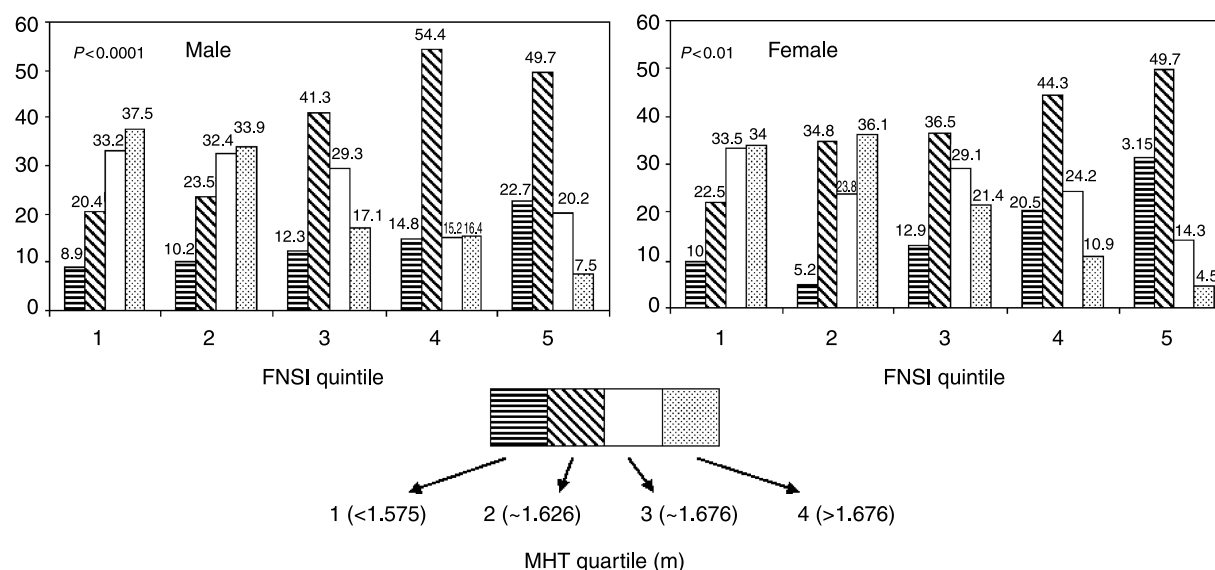 P<0.0001 Male
60
50
40
30
20
10
0
8.9 20.4 33.2 37.5
10.2 23.5 32.4 33.9
12.3 41.3 29.3 17.1
14.8 54.4 15.2 16.4
22.7 49.7 20.2 7.5
1 2 3 4 5
FNSI quintile
P<0.01 Female
60
50
40
30
20
10
0
10 22.5 33.5 34
5.2 34.8 23.8 36.1
12.9 36.5 29.1 21.4
20.5 44.3 24.2 10.9
3.15 49.7 14.3 4.5
1 2 3 4 5
FNSI quintile
1 (<1.575) 2 (~1.626) 3 (~1.676) 4 (>1.676)
MHT quartile (m)